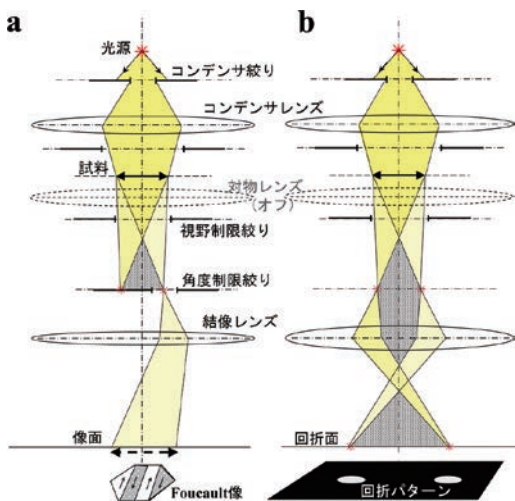 a
光源
コンデンサ絞り
コンデンサレンズ
試料
対物レンズ
(オフ)
視野制限絞り
角度制限絞り
結像レンズ
像面
Foucault像
b
回折面
回折パターン